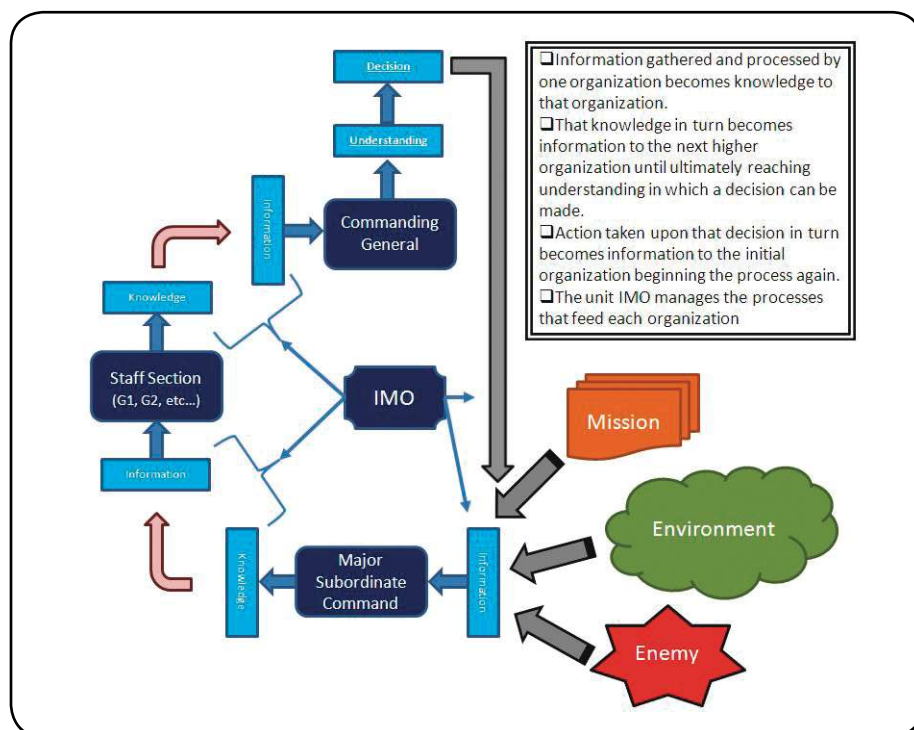 Decision
Understanding
Information
Commanding
General
Knowledge
Staff Section
(G1, G2, etc...)
Information
IMO
Knowledge
Major
Subordinate
Command
Information
Mission
Environment
Enemy
❑Information gathered and processed by
one organization becomes knowledge to
that organization.
❑That knowledge in turn becomes
information to the next higher
organization until ultimately reaching
understanding in which a decision can be
made.
❑Action taken upon that decision in turn
becomes information to the initial
organization beginning the process again.
❑The unit IMO manages the processes
that feed each organization